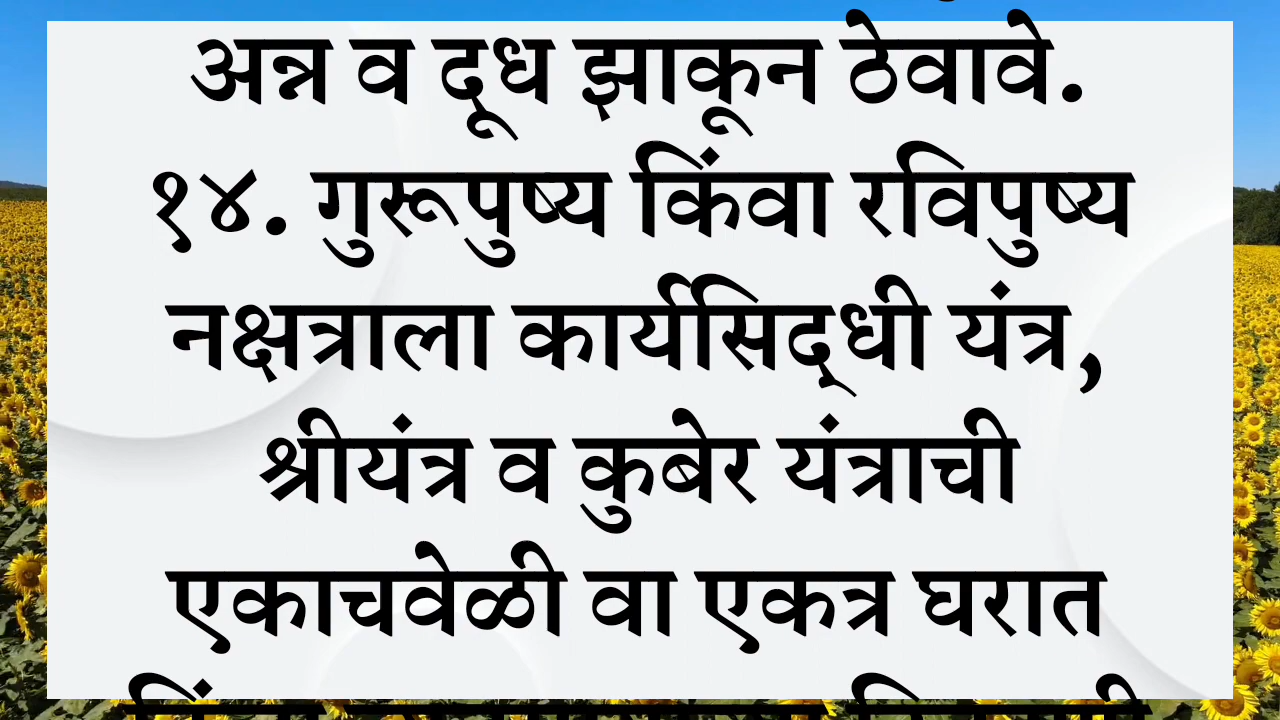 अन्न व दूध झाकून ठेवावे.
१४. गुरूपुष्य किंवा रविपुष्य
नक्षत्राला कार्यसिद्धी यंत्र,
श्रीयंत्र व कुबेर यंत्राची
एकाचवेळी वा एकत्र घरात